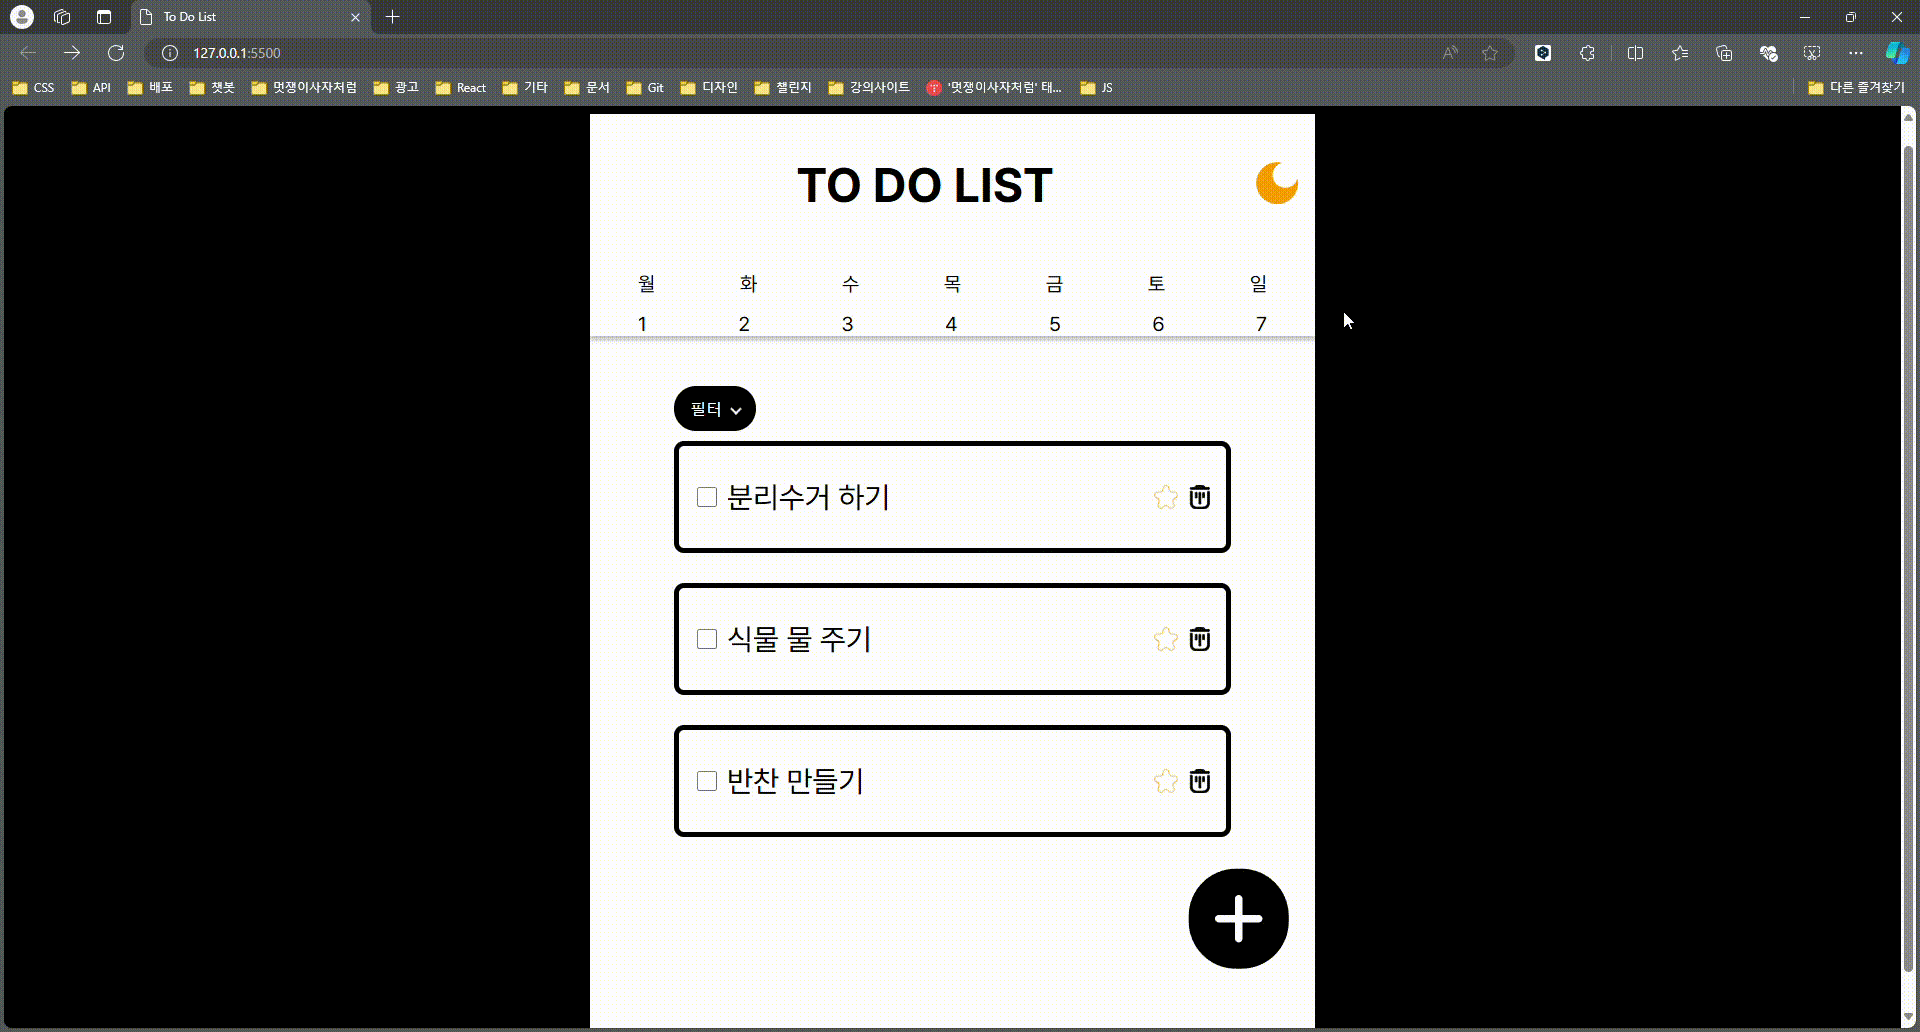 To Do List
127.0.0.1:5500
CSS API 배포 챗봇 멋쟁이사자처럼 광고 React 기타 문서 Git 디자인 챌린지 강의사이트 '멋쟁이사자처럼' 태... JS 다른 즐겨찾기
TO DO LIST
월 화 수 목 금 토 일
1 2 3 4 5 6 7
필터
분리수거 하기
식물 물 주기
반찬 만들기